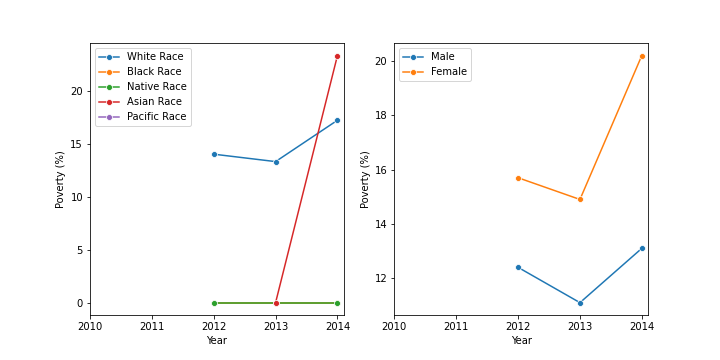 White Race
Black Race
Native Race
Asian Race
Pacific Race
Poverty (%)
20
15
10
5
0
2010 2011 2012 2013 2014
Year
Male
Female
Poverty (%)
20
18
16
14
12
2010 2011 2012 2013 2014
Year